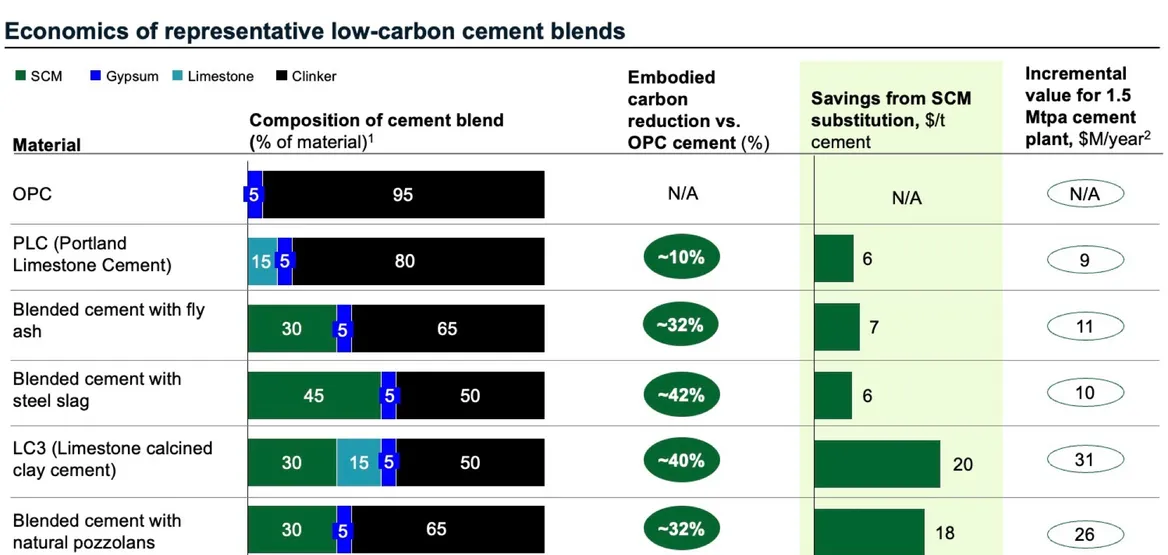 Economics of representative low-carbon cement blends
SCM Gypsum Limestone Clinker
Material
Composition of cement blend
(% of material)¹
Embodied
carbon
reduction vs.
OPC cement (%)
Savings from SCM
substitution, $/t
cement
Incremental
value for 1.5
Mtpa cement
plant, $M/year²
OPC
5 95
N/A
N/A
N/A
PLC (Portland
Limestone Cement)
15 5 80
~10%
6
9
Blended cement with fly
ash
30 5 65
~32%
7
11
Blended cement with
steel slag
45 5 50
~42%
6
10
LC3 (Limestone calcined
clay cement)
30 15 5 50
~40%
20
31
Blended cement with
natural pozzolans
30 5 65
~32%
18
26